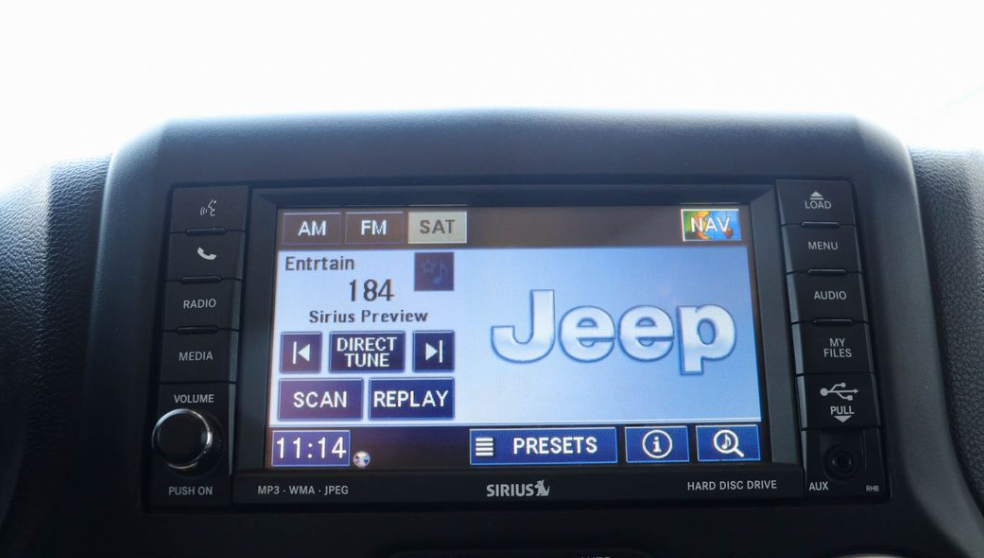 LOAD
AM FM SAT NAV
MENU
Entrtain
184
RADIO
AUDIO
Sirius Preview
Jeep
DIRECT
TUNE
MEDIA
MY
FILES
SCAN REPLAY
VOLUME
PULL
11:14 PRESETS i
PUSH ON
MP3 - WMA - JPEG SIRIUS HARD DISC DRIVE
AUX RHB